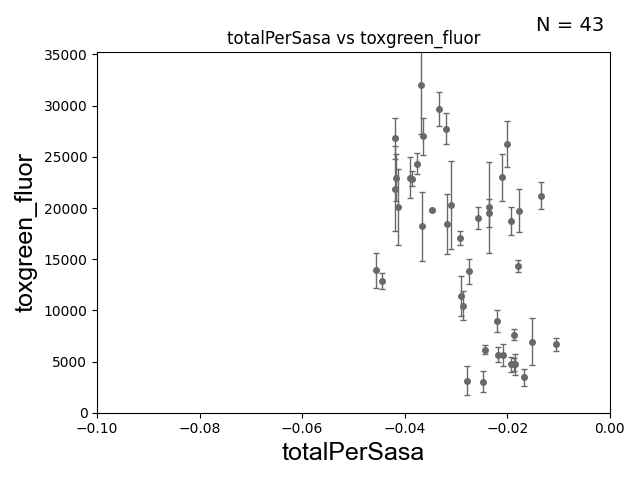 N = 43
totalPerSasa vs toxgreen_fluor
35000
30000
25000
20000
15000
10000
5000
0
toxgreen_fluor
−0.10 −0.08 −0.06 −0.04 −0.02 0.00
totalPerSasa